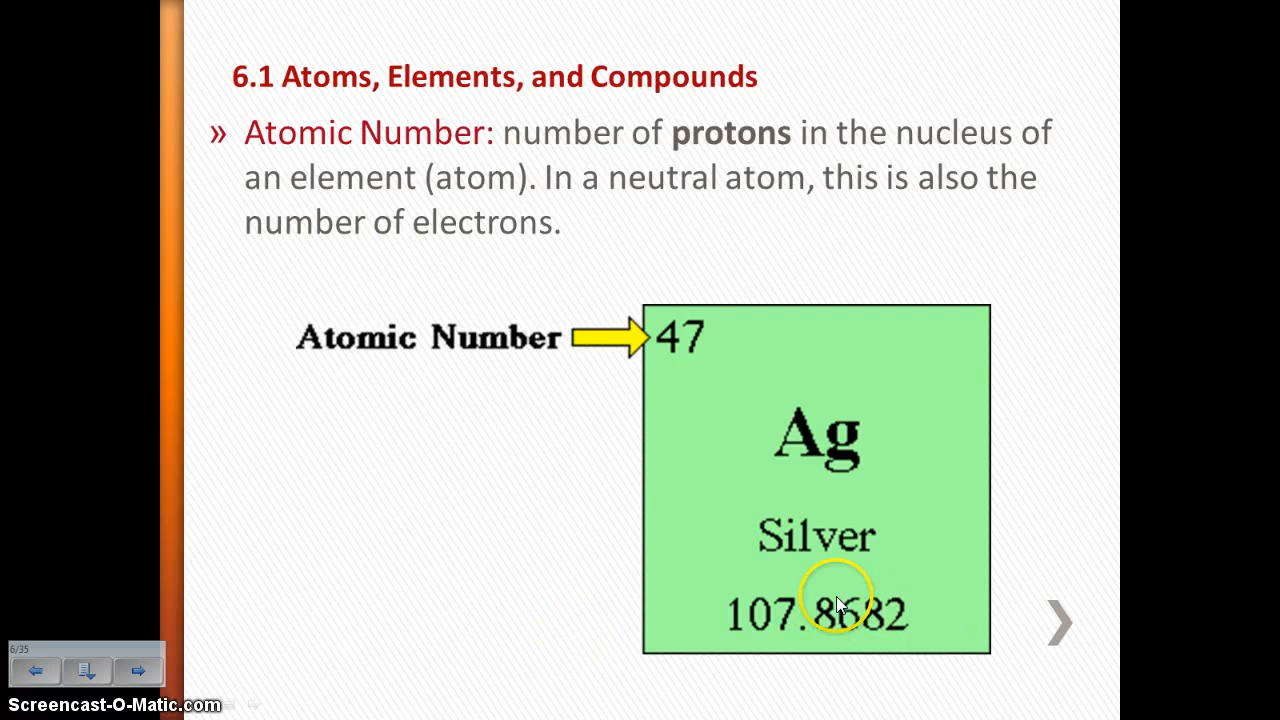 6.1 Atoms, Elements, and Compounds
» Atomic Number: number of protons in the nucleus of
an element (atom). In a neutral atom, this is also the
number of electrons.
Atomic Number
47
Ag
Silver
107.8682
6/35
Screencast-O-Matic.com